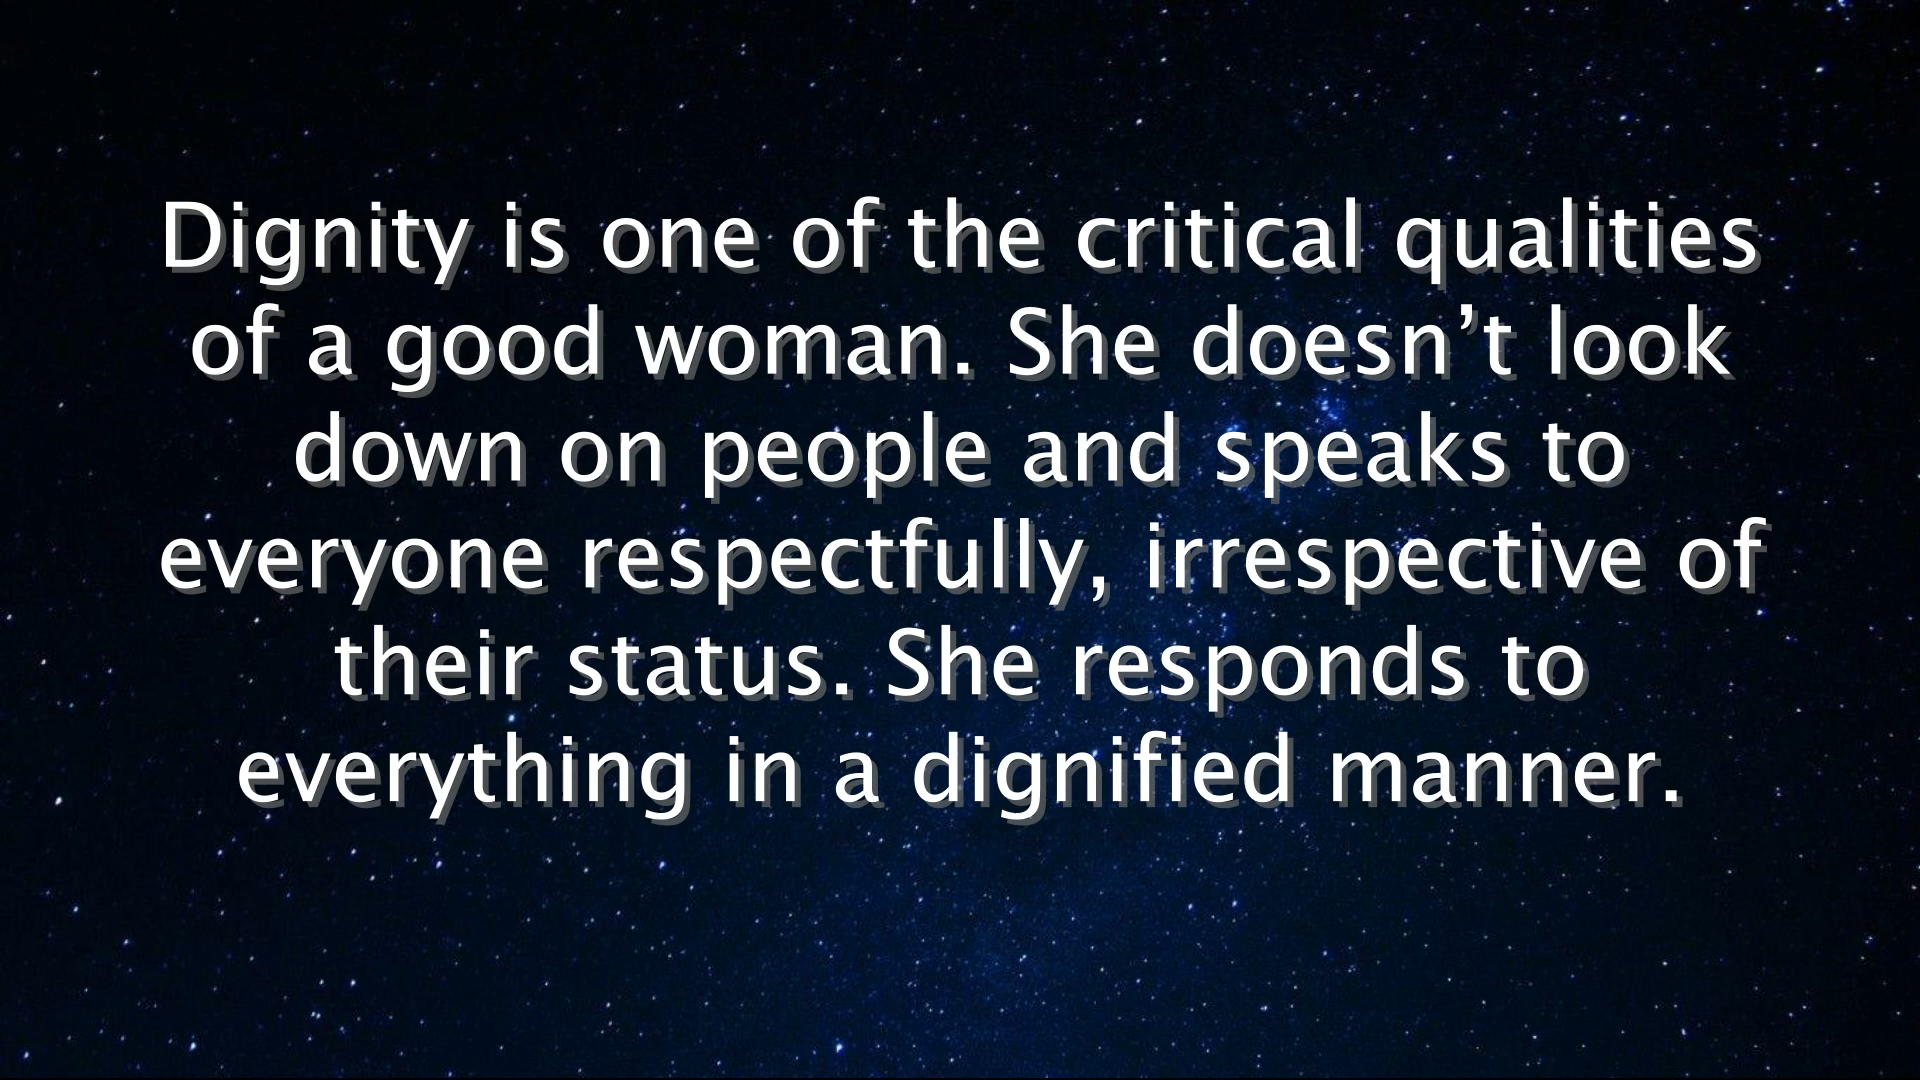 Dignity is one of the critical qualities
of a good woman. She doesn’t look
down on people and speaks to
everyone respectfully, irrespective of
their status. She responds to
everything in a dignified manner.